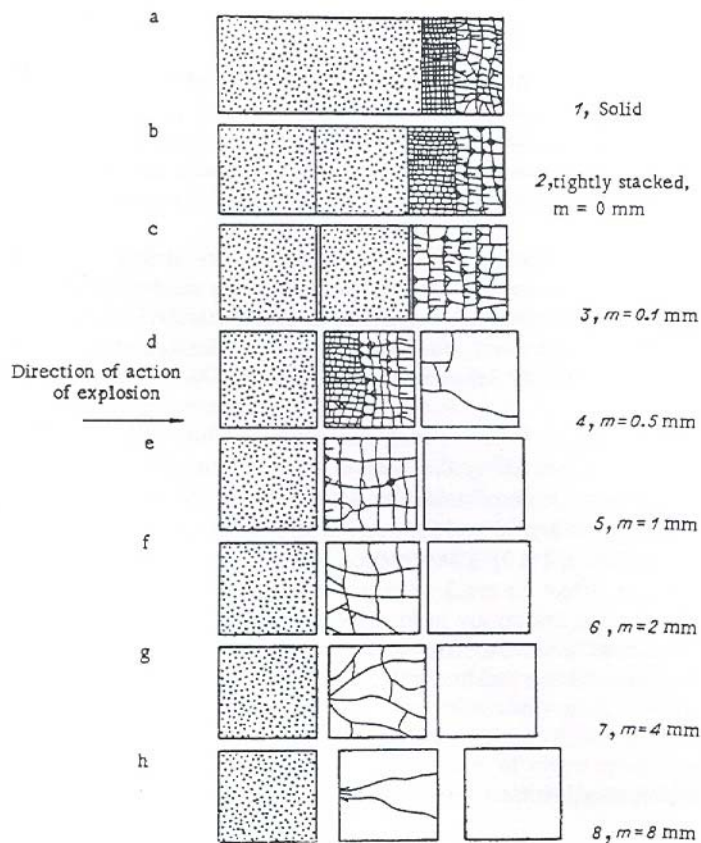 a
1, Solid
b
2, tightly stacked,
m = 0 mm
c
3, m=0.1 mm
d
Direction of action
of explosion
4, m=0.5 mm
e
5, m=1 mm
f
6, m=2 mm
g
7, m=4 mm
h
8, m=8 mm